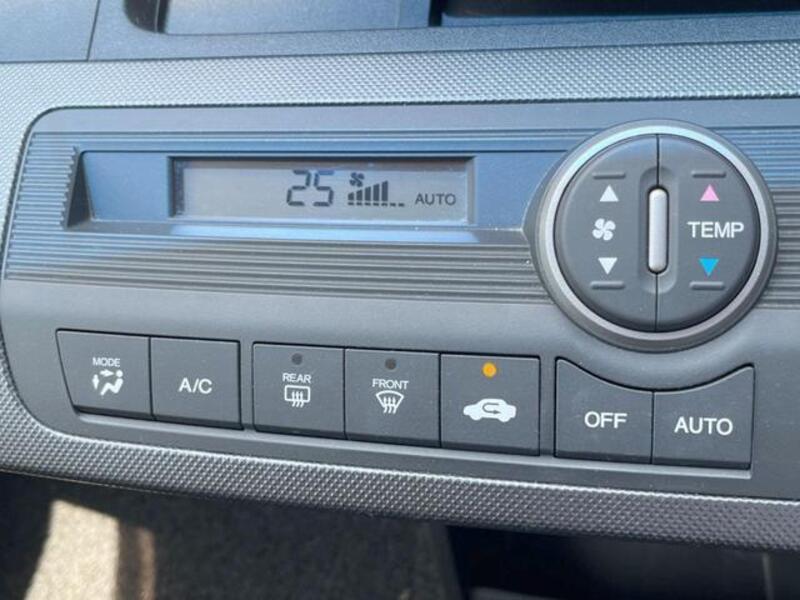 25 AUTO
TEMP
MODE
A/C
REAR
FRONT
OFF
AUTO